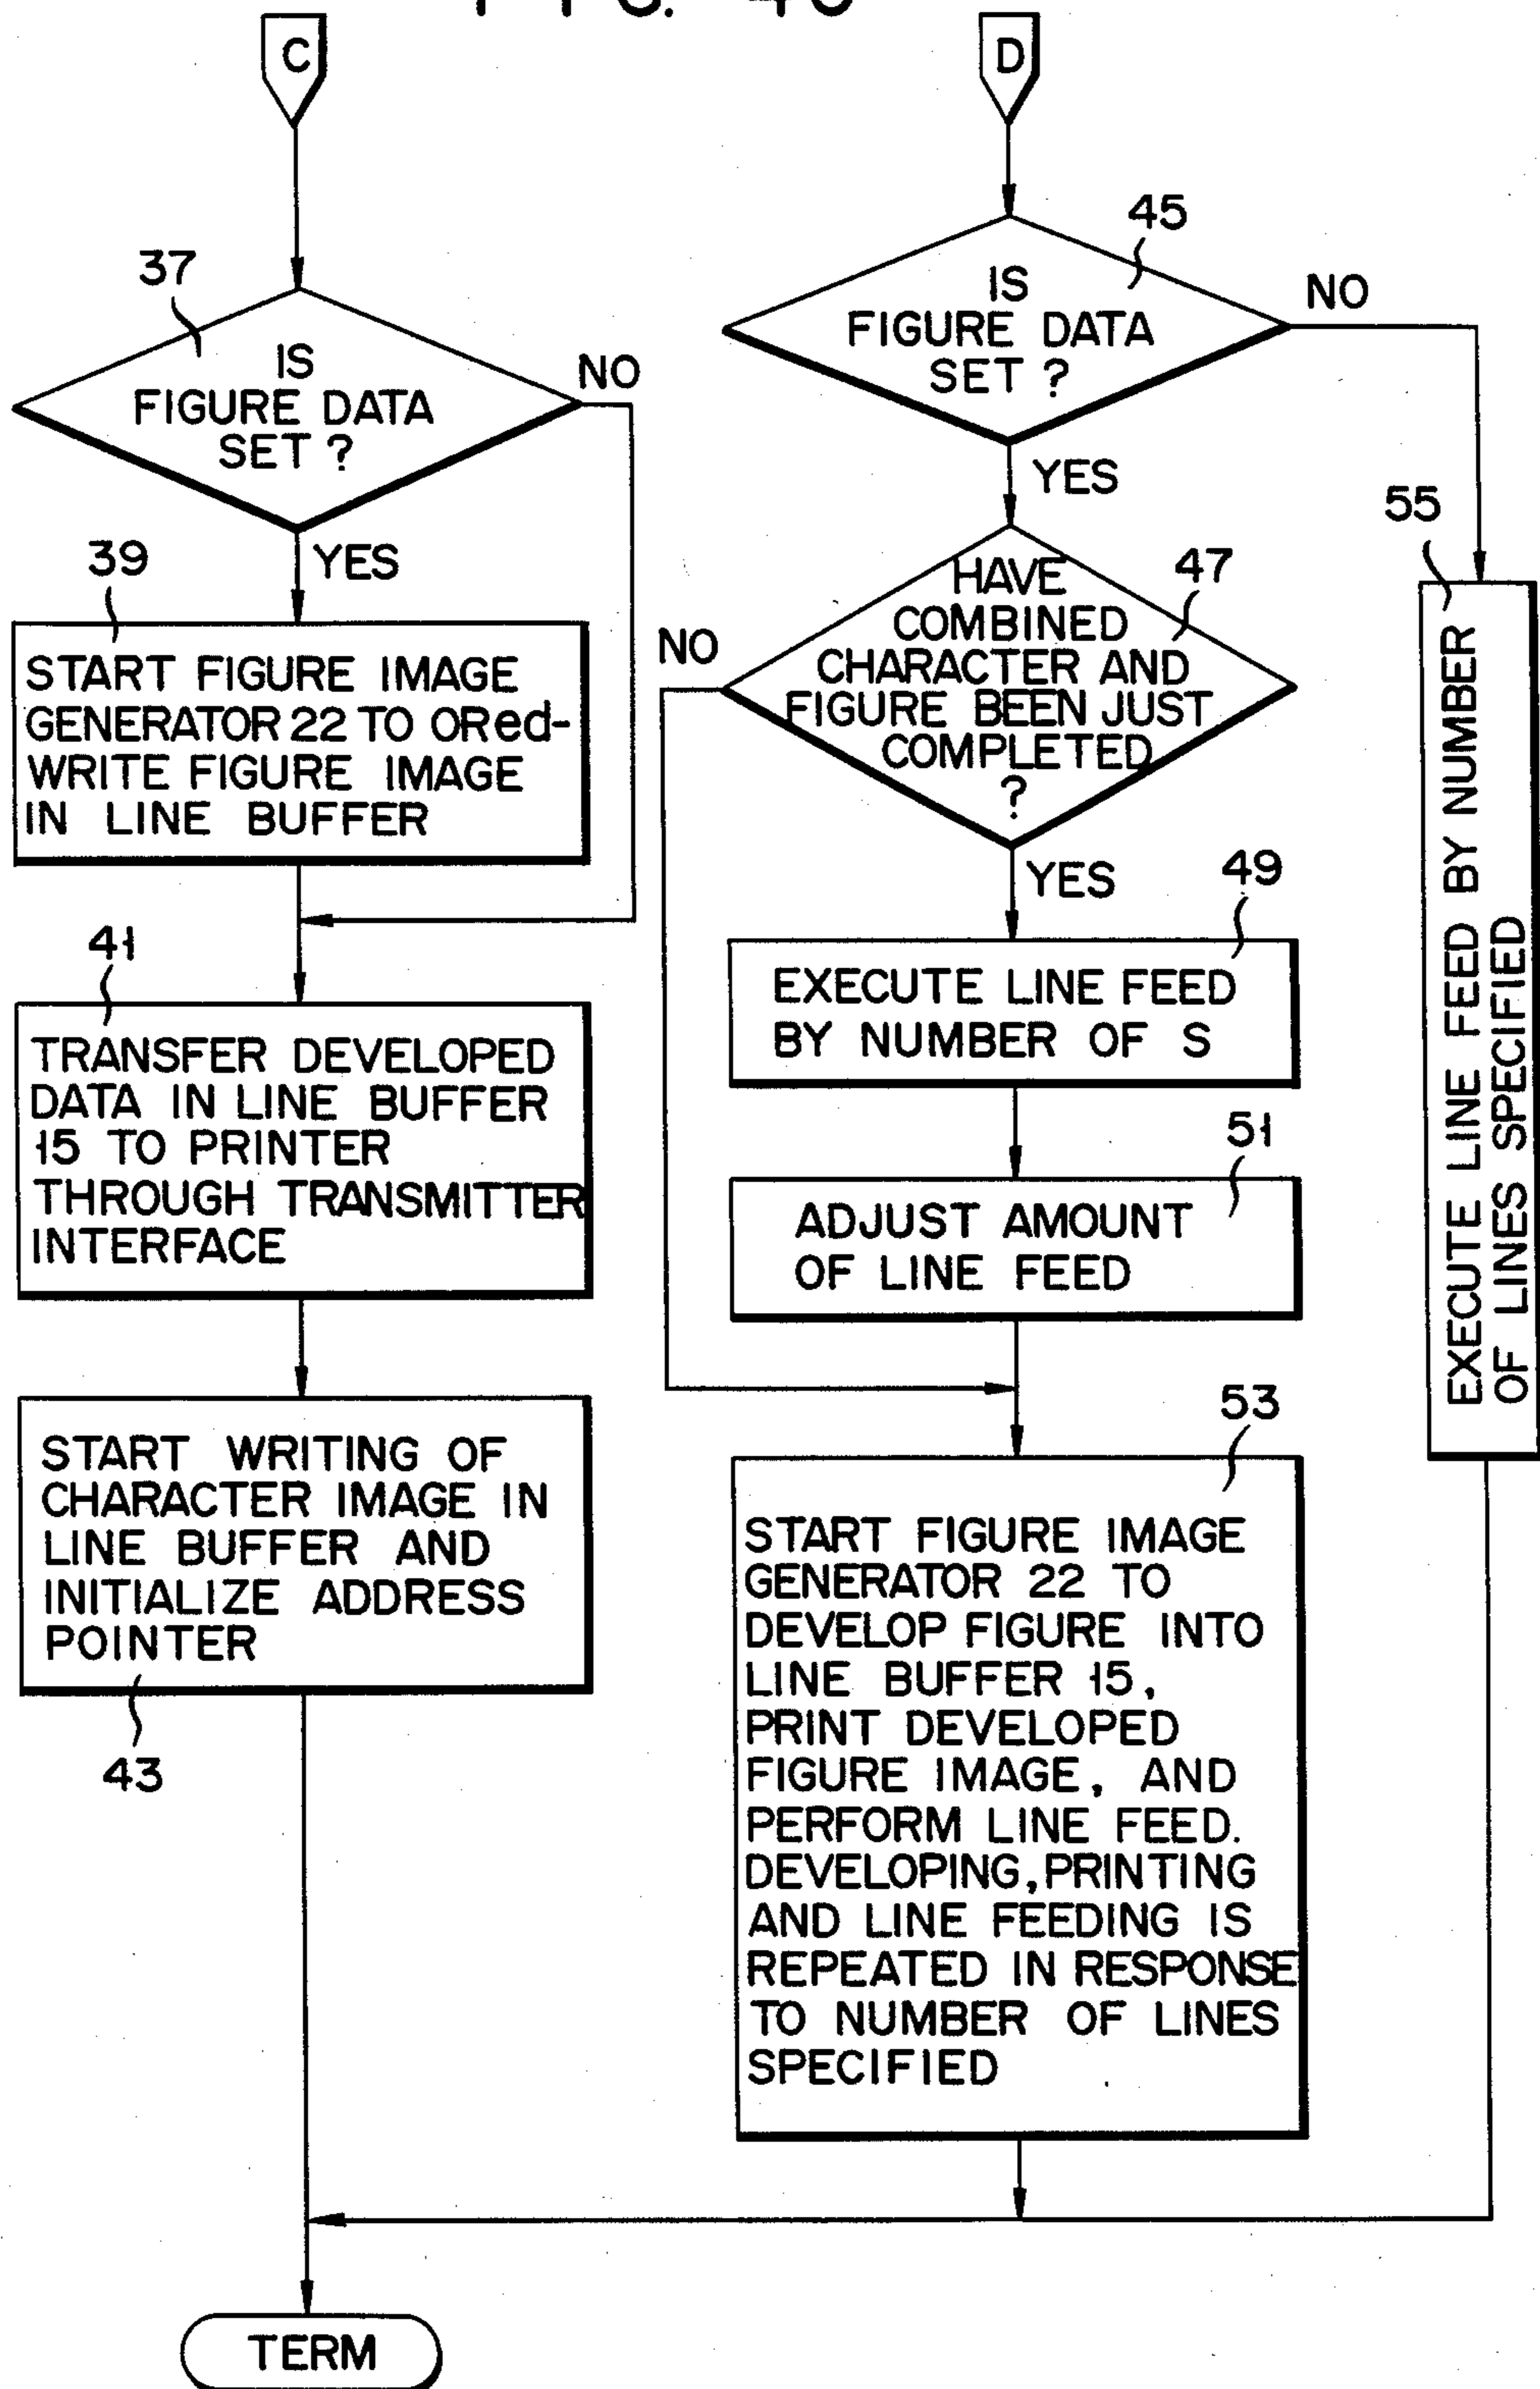 C
37
IS
FIGURE DATA
SET ?
NO
YES
39
START FIGURE IMAGE
GENERATOR 22 TO ORed-
WRITE FIGURE IMAGE
IN LINE BUFFER
41
TRANSFER DEVELOPED
DATA IN LINE BUFFER
15 TO PRINTER
THROUGH TRANSMITTER
INTERFACE
START WRITING OF
CHARACTER IMAGE IN
LINE BUFFER AND
INITIALIZE ADDRESS
POINTER
43
D
45
IS
FIGURE DATA
SET ?
NO
YES
47
HAVE
COMBINED
CHARACTER AND
FIGURE BEEN JUST
COMPLETED
?
NO
YES
49
EXECUTE LINE FEED
BY NUMBER OF S
51
ADJUST AMOUNT
OF LINE FEED
53
START FIGURE IMAGE
GENERATOR 22 TO
DEVELOP FIGURE INTO
LINE BUFFER 15,
PRINT DEVELOPED
FIGURE IMAGE, AND
PERFORM LINE FEED.
DEVELOPING, PRINTING
AND LINE FEEDING IS
REPEATED IN RESPONSE
TO NUMBER OF LINES
SPECIFIED
55
EXECUTE LINE FEED BY NUMBER
OF LINES SPECIFIED
TERM